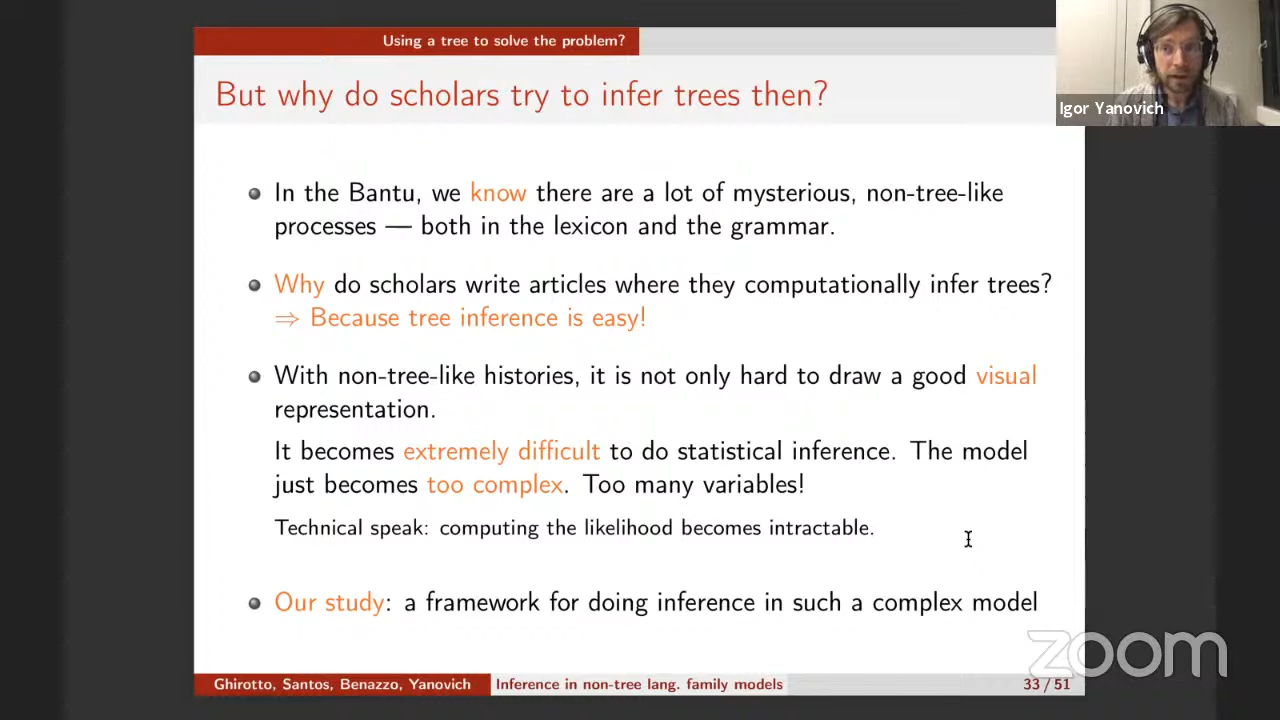 Using a tree to solve the problem?
But why do scholars try to infer trees then?
Igor Yanovich
In the Bantu, we know there are a lot of mysterious, non-tree-like
processes — both in the lexicon and the grammar.
Why do scholars write articles where they computationally infer trees?
⇒ Because tree inference is easy!
With non-tree-like histories, it is not only hard to draw a good visual
representation.
It becomes extremely difficult to do statistical inference. The model
just becomes too complex. Too many variables!
Technical speak: computing the likelihood becomes intractable.
Our study: a framework for doing inference in such a complex model
zoom
Ghirotto, Santos, Benazzo, Yanovich Inference in non-tree lang. family models 33 / 51